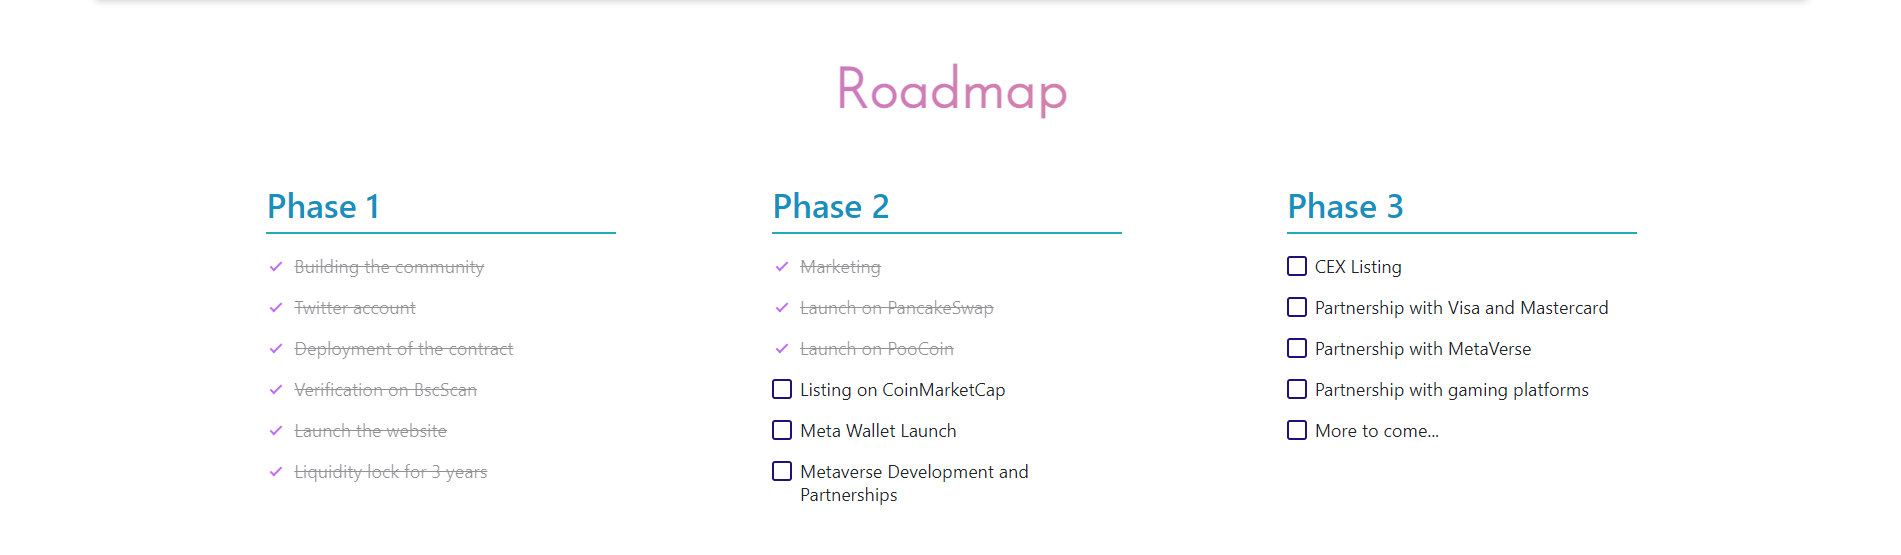 Roadmap
Phase 1
Building the community
Twitter account
Deployment of the contract
Verification on BscScan
Launch the website
Liquidity lock for 3 years
Phase 2
Marketing
Launch on PancakeSwap
Launch on PooCoin
Listing on CoinMarketCap
Meta Wallet Launch
Metaverse Development and
Partnerships
Phase 3
CEX Listing
Partnership with Visa and Mastercard
Partnership with MetaVerse
Partnership with gaming platforms
More to come...